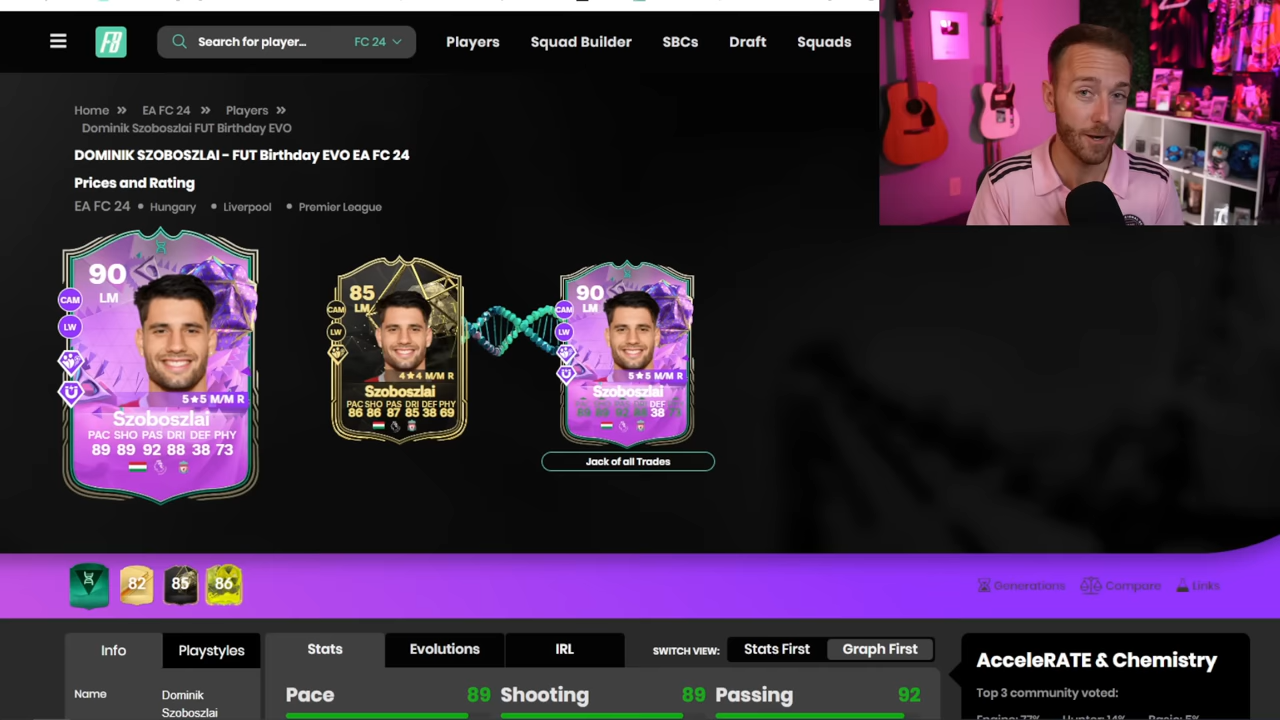 FB
Search for player...
FC 24
Players
Squad Builder
SBCs
Draft
Squads
Home » EA FC 24 » Players »
Dominik Szoboszlai FUT Birthday EVO
DOMINIK SZOBOSZLAI - FUT Birthday EVO EA FC 24
Prices and Rating
EA FC 24 • Hungary • Liverpool • Premier League
90
LM
CAM
LW
5★5 M/M R
Szoboszlai
PAC SHO PAS DRI DEF PHY
89 89 92 88 38 73
85
LM
CAM
LW
4★4 M/M R
Szoboszlai
PAC SHO PAS DRI DEF PHY
86 86 87 85 38 69
90
LM
CAM
LW
5★5 M/M R
Szoboszlai
DEF
38
Jack of all Trades
82
85
86
Generations
Compare
Links
Info
Playstyles
Stats
Evolutions
IRL
SWITCH VIEW:
Stats First
Graph First
Name
Dominik
Szoboszlai
Pace 89
Shooting 89
Passing 92
AcceleRATE & Chemistry
Top 3 community voted: